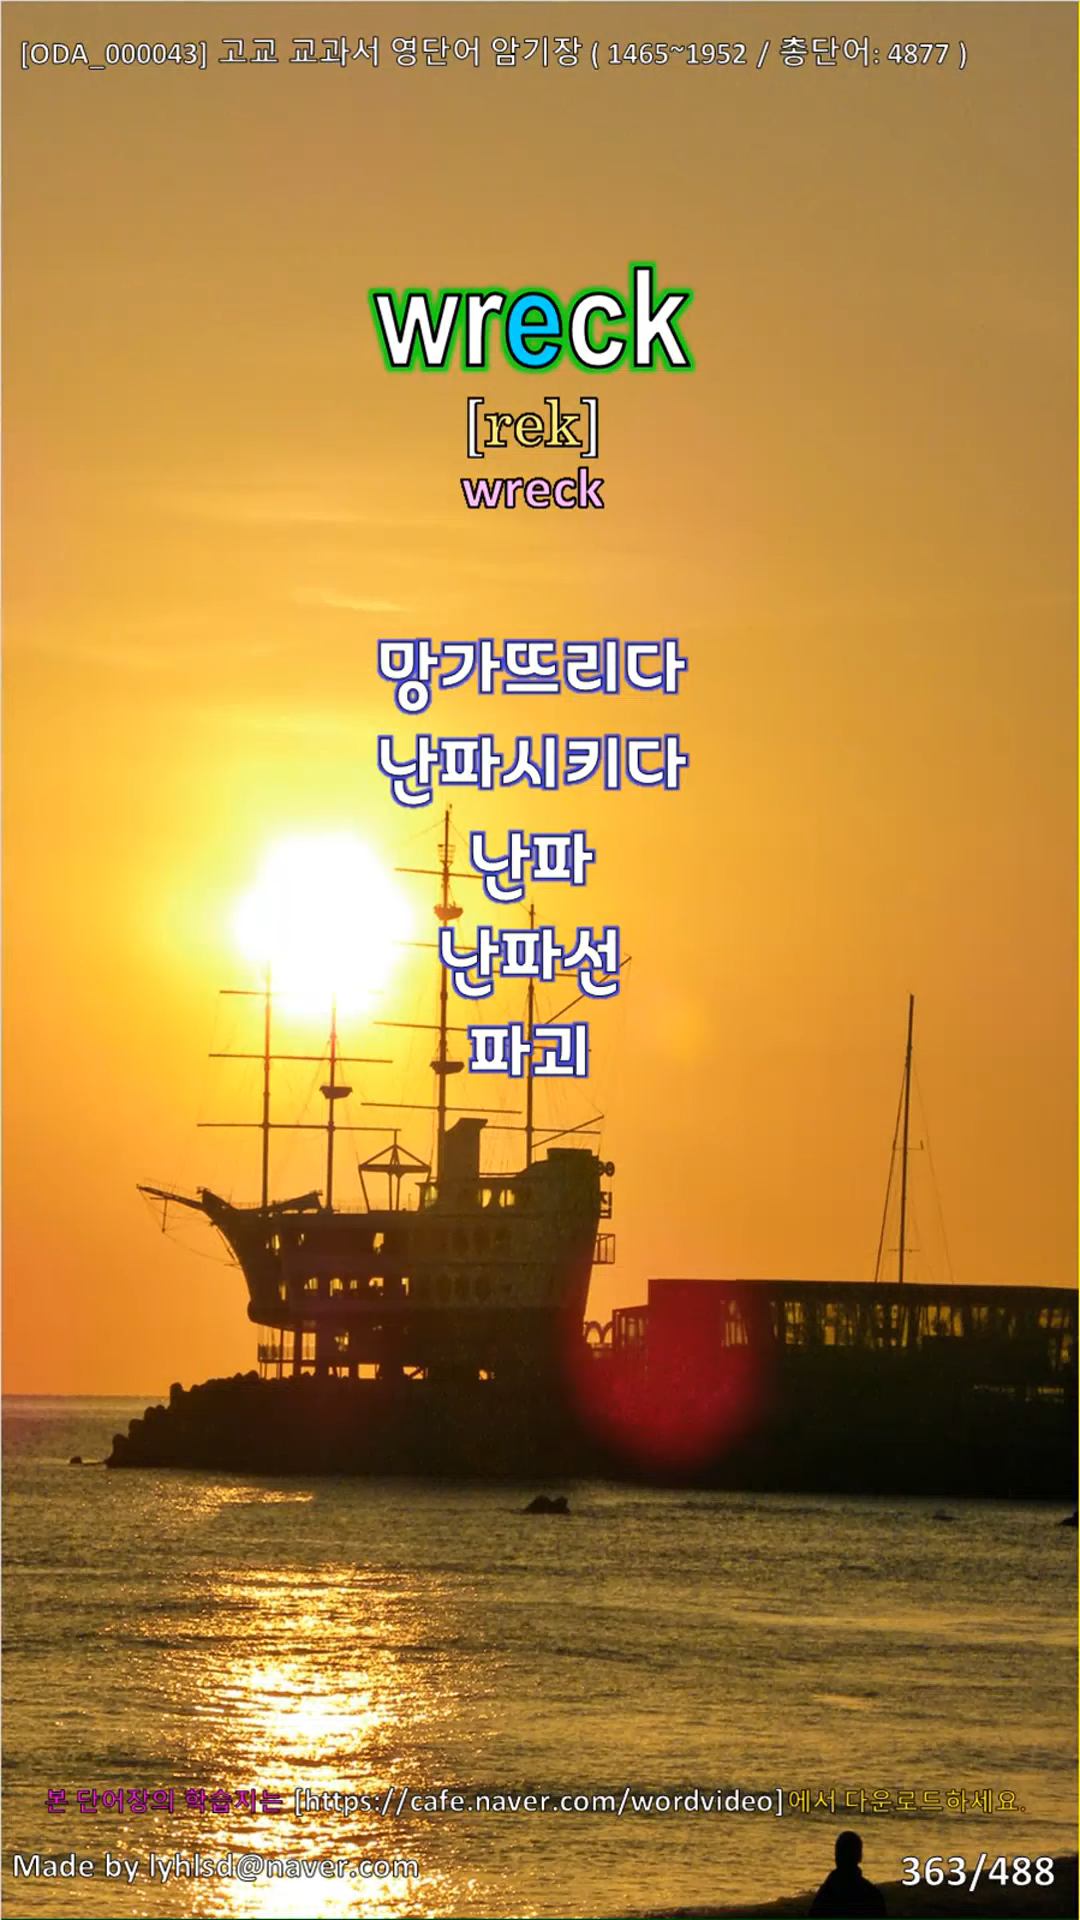 [ODA_000043] 고교 교과서 영단어 암기장 ( 1465~1952 / 총단어: 4877 )
wreck
[rek]
wreck
망가뜨리다
난파시키다
난파
난파선
파괴
본 단어장의 학습지는 [https://cafe.naver.com/wordvideo]에서 다운로드하세요.
Made by lyhlsd@naver.com
363/488